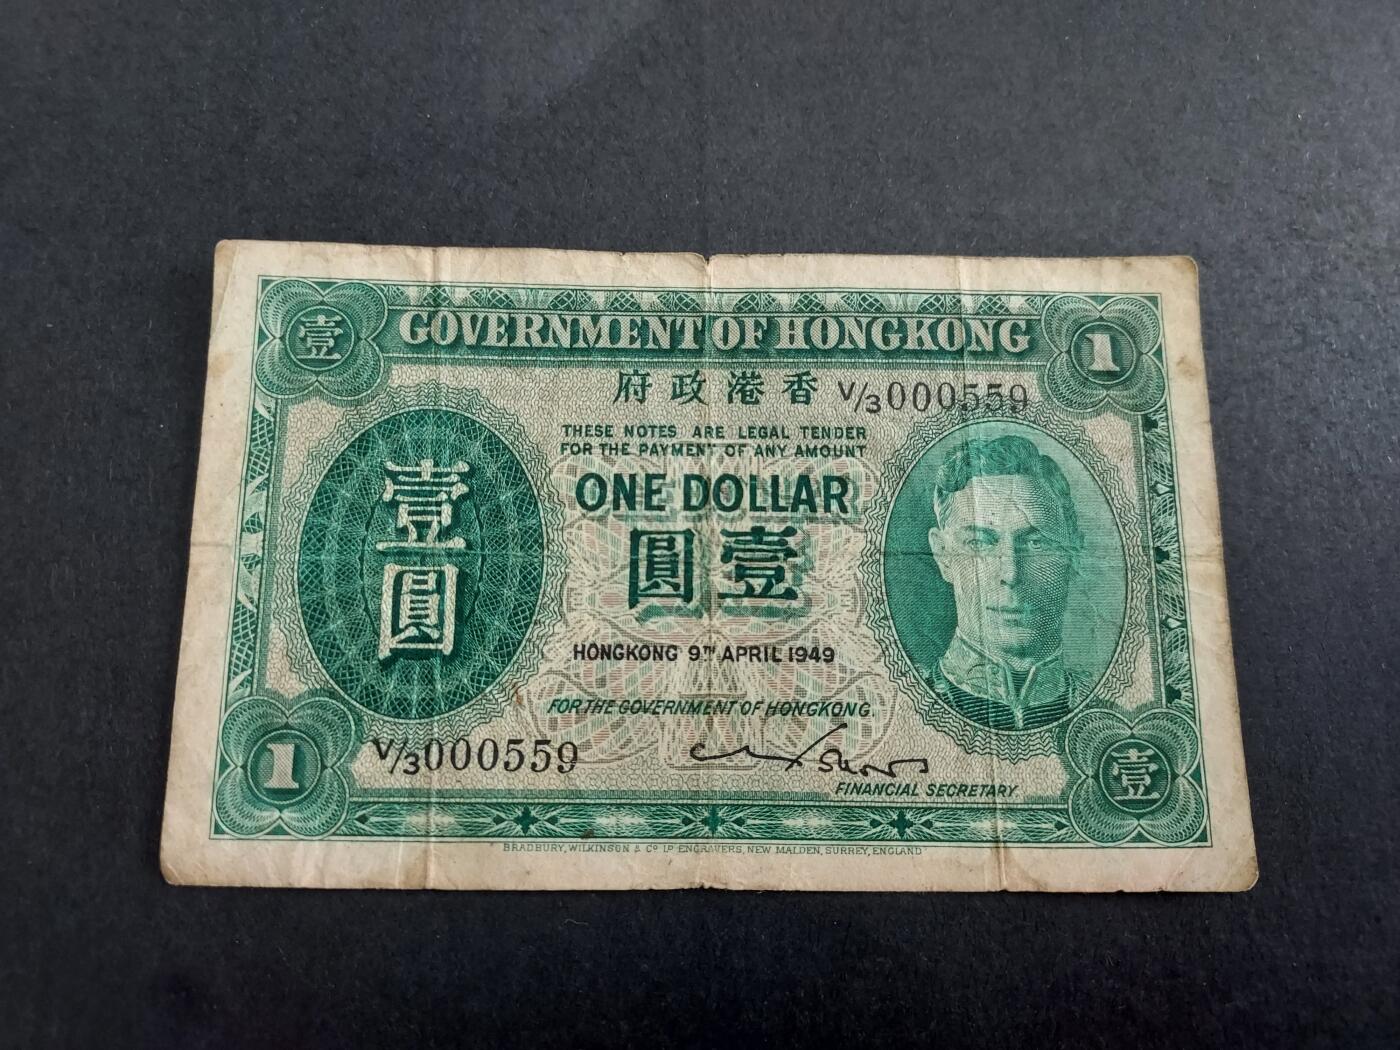 壹 GOVERNMENT OF HONGKONG 1
府政港香 V/3 000559
THESE NOTES ARE LEGAL TENDER
FOR THE PAYMENT OF ANY AMOUNT
ONE DOLLAR
圓壹
壹圓
HONGKONG 9TH APRIL 1949
FOR THE GOVERNMENT OF HONGKONG.
V/3 000559
1
FINANCIAL SECRETARY
壹
BRADBURY, WILKINSON & Co Ld ENGRAVERS, NEW MALDEN, SURREY, ENGLAND